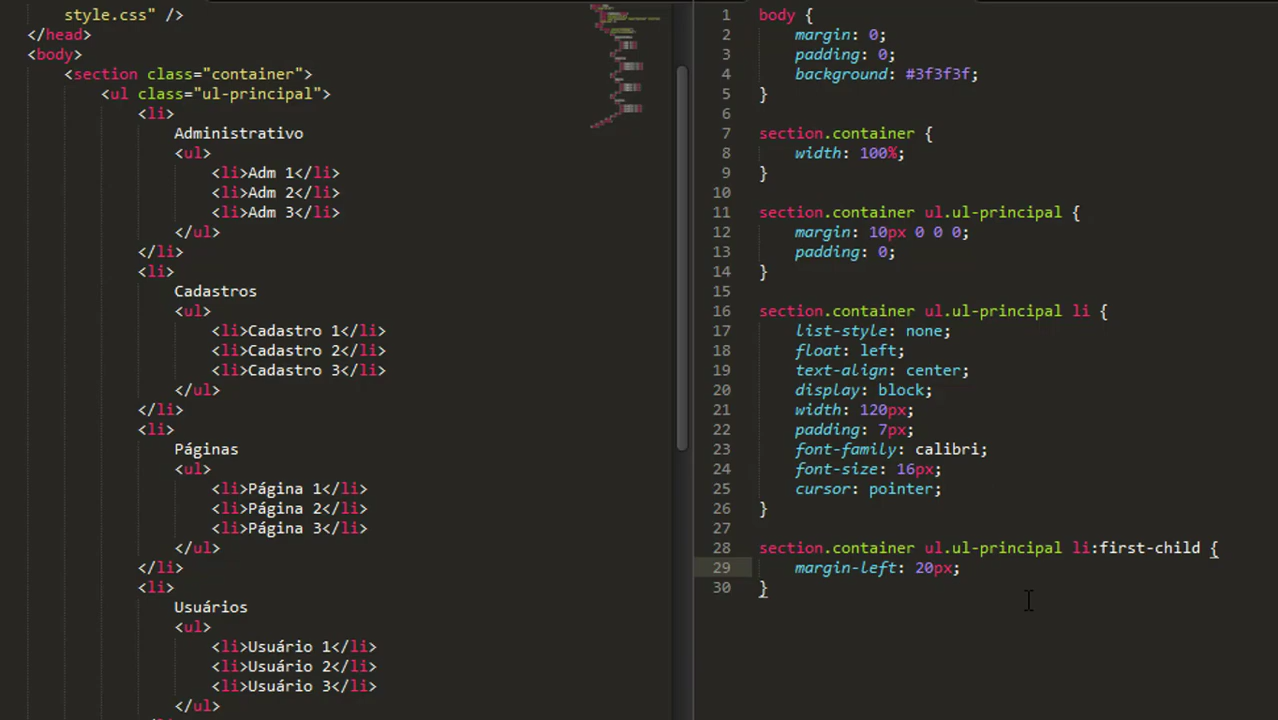 style.css" />
</head>
<body>
<section class="container">
<ul class="ul-principal">
<li>
Administrativo
<ul>
<li>Adm 1</li>
<li>Adm 2</li>
<li>Adm 3</li>
</ul>
</li>
<li>
Cadastros
<ul>
<li>Cadastro 1</li>
<li>Cadastro 2</li>
<li>Cadastro 3</li>
</ul>
</li>
<li>
Páginas
<ul>
<li>Página 1</li>
<li>Página 2</li>
<li>Página 3</li>
</ul>
</li>
<li>
Usuários
<ul>
<li>Usuário 1</li>
<li>Usuário 2</li>
<li>Usuário 3</li>
</ul>
1 body {
2 margin: 0;
3 padding: 0;
4 background: #3f3f3f;
5 }
6
7 section.container {
8 width: 100%;
9 }
10
11 section.container ul.ul-principal {
12 margin: 10px 0 0 0;
13 padding: 0;
14 }
15
16 section.container ul.ul-principal li {
17 list-style: none;
18 float: left;
19 text-align: center;
20 display: block;
21 width: 120px;
22 padding: 7px;
23 font-family: calibri;
24 font-size: 16px;
25 cursor: pointer;
26 }
27
28 section.container ul.ul-principal li:first-child {
29 margin-left: 20px;
30 }